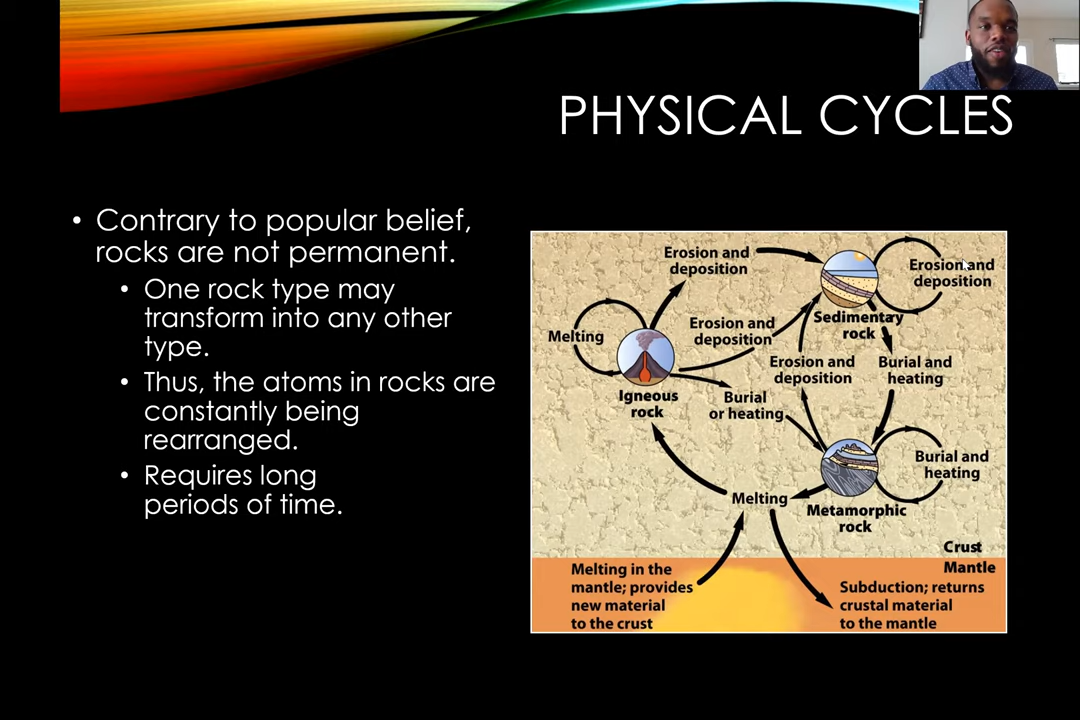 PHYSICAL CYCLES
• Contrary to popular belief,
rocks are not permanent.
• One rock type may
transform into any other
type.
• Thus, the atoms in rocks are
constantly being
rearranged.
• Requires long
periods of time.
Erosion and
deposition
Erosion and
deposition
Sedimentary
rock
Melting
Erosion and
deposition
Erosion and
deposition
Burial and
heating
Igneous
rock
Burial
or heating
Burial and
heating
Melting
Metamorphic
rock
Crust
Mantle
Melting in the
mantle; provides
new material
to the crust
Subduction; returns
crustal material
to the mantle